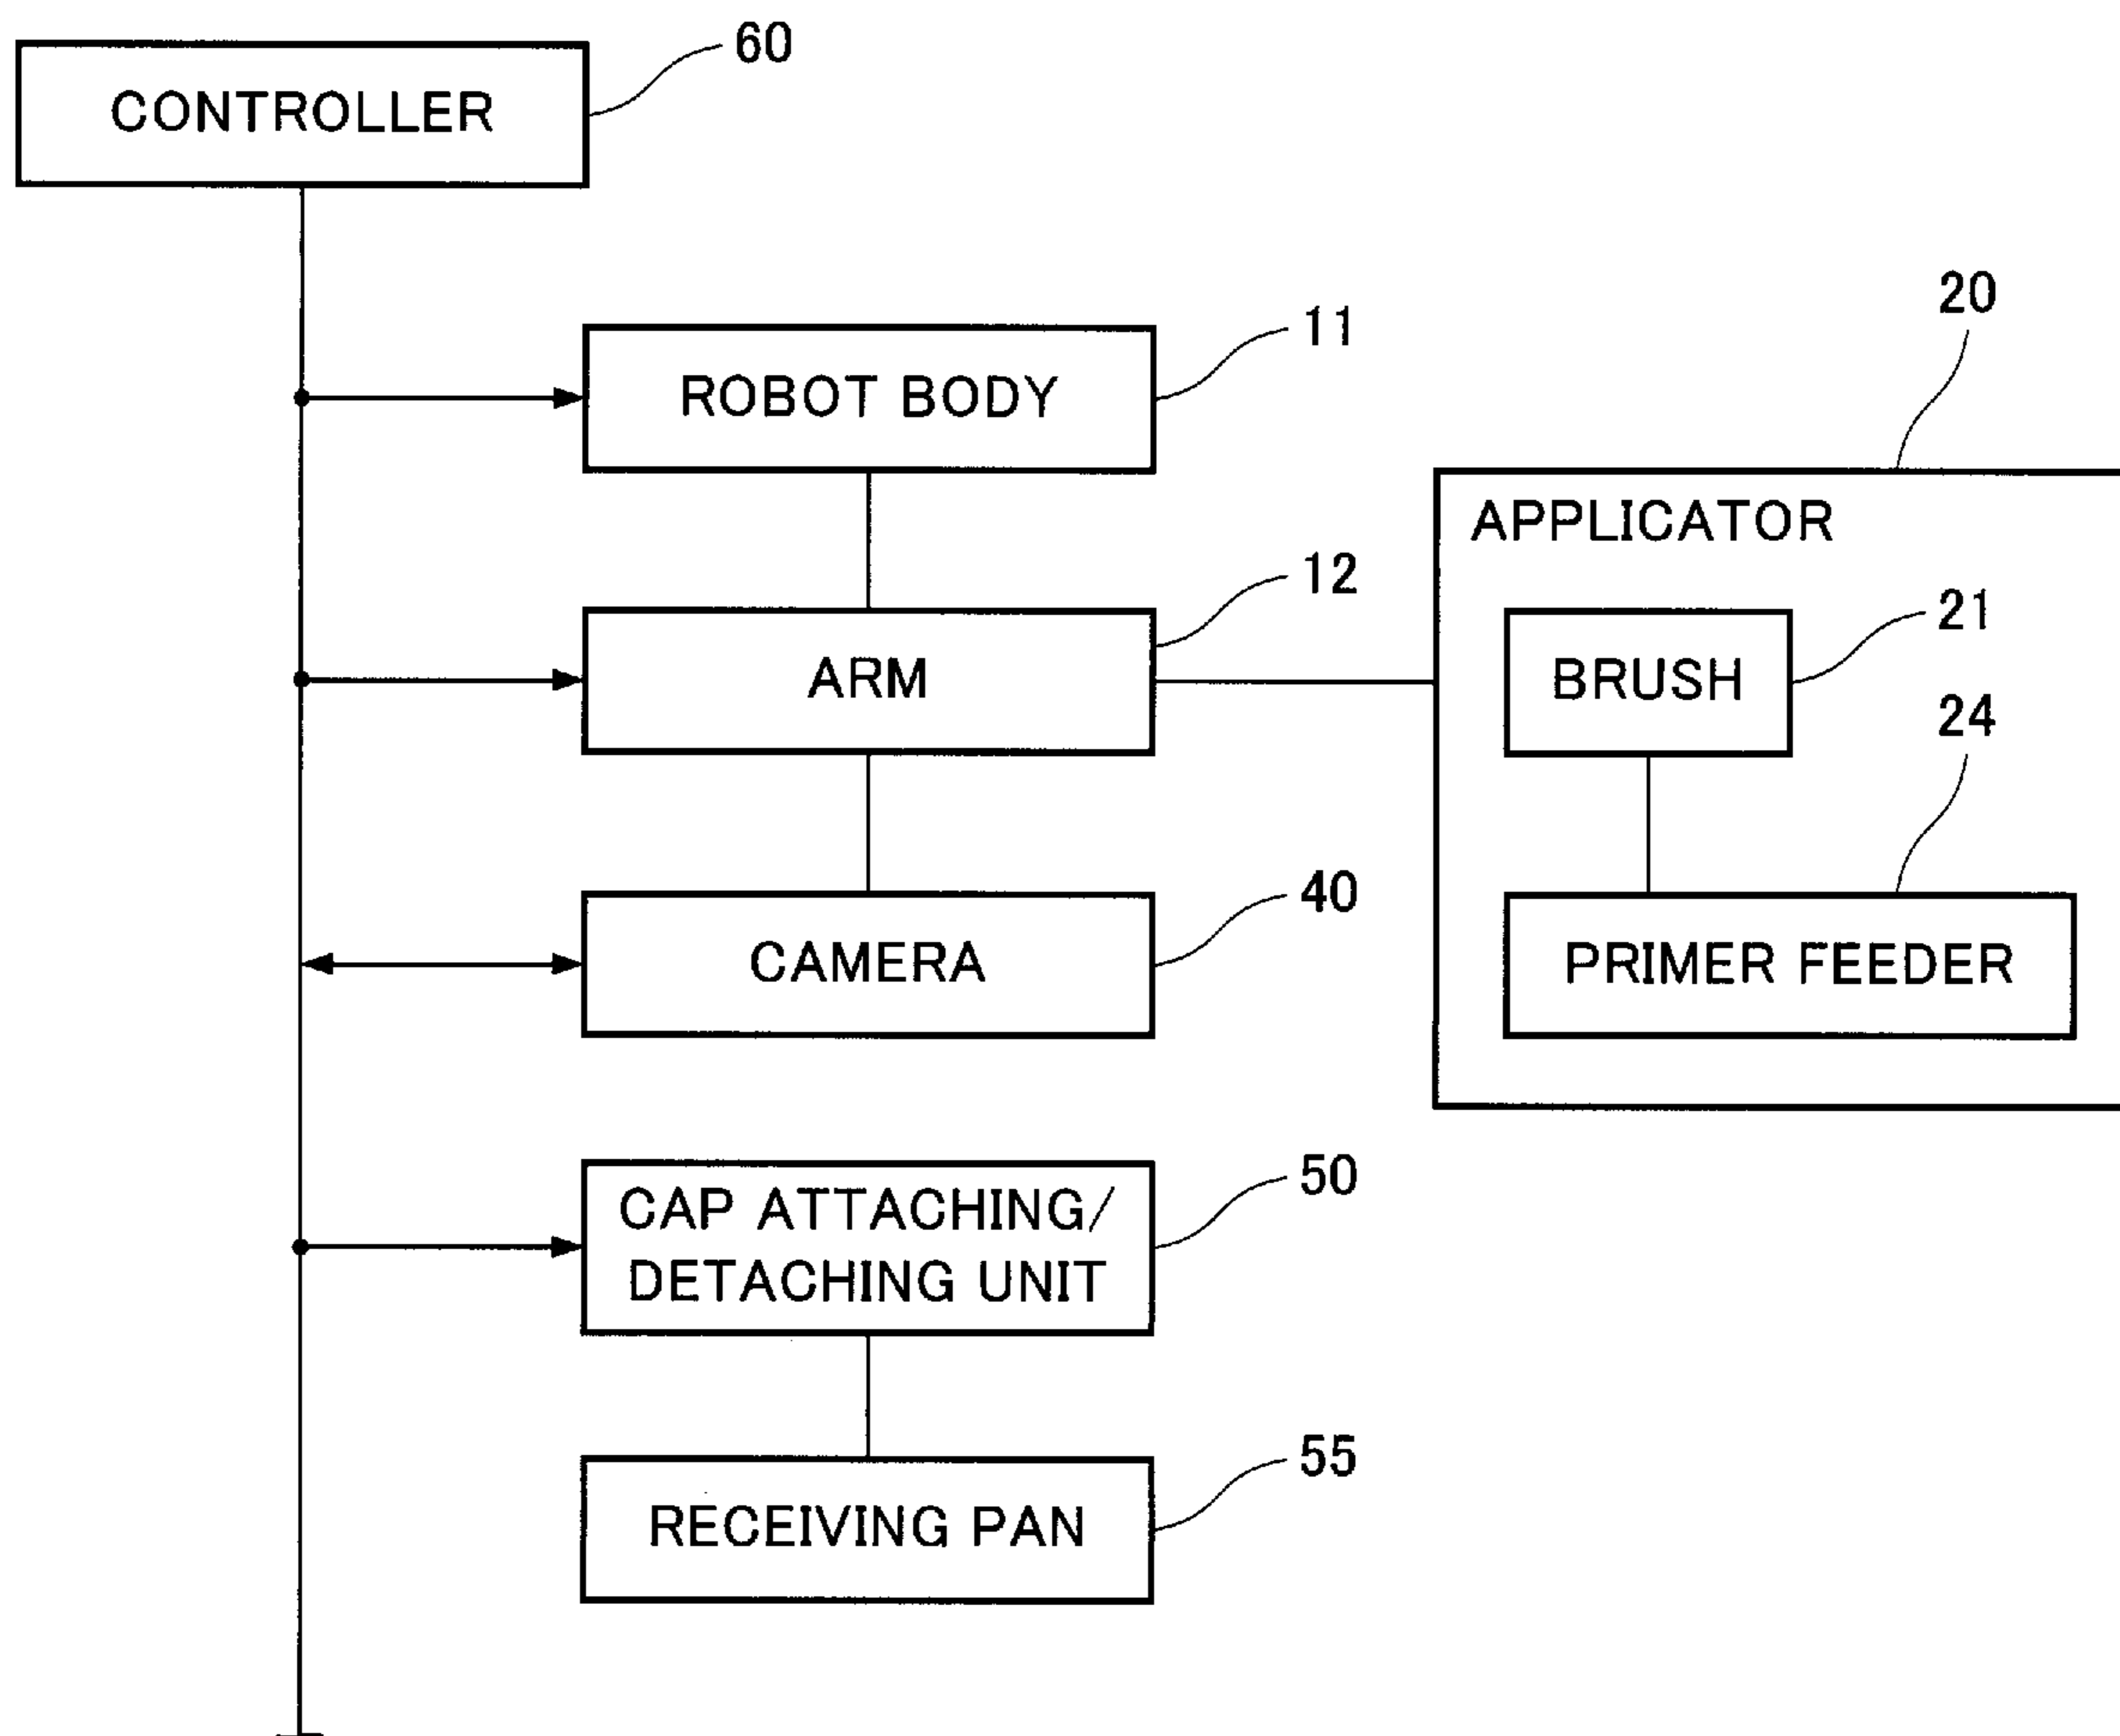 60
CONTROLLER
11
ROBOT BODY
20
APPLICATOR
12
ARM
21
BRUSH
24
40
CAMERA
PRIMER FEEDER
50
CAP ATTACHING/
DETACHING UNIT
55
RECEIVING PAN